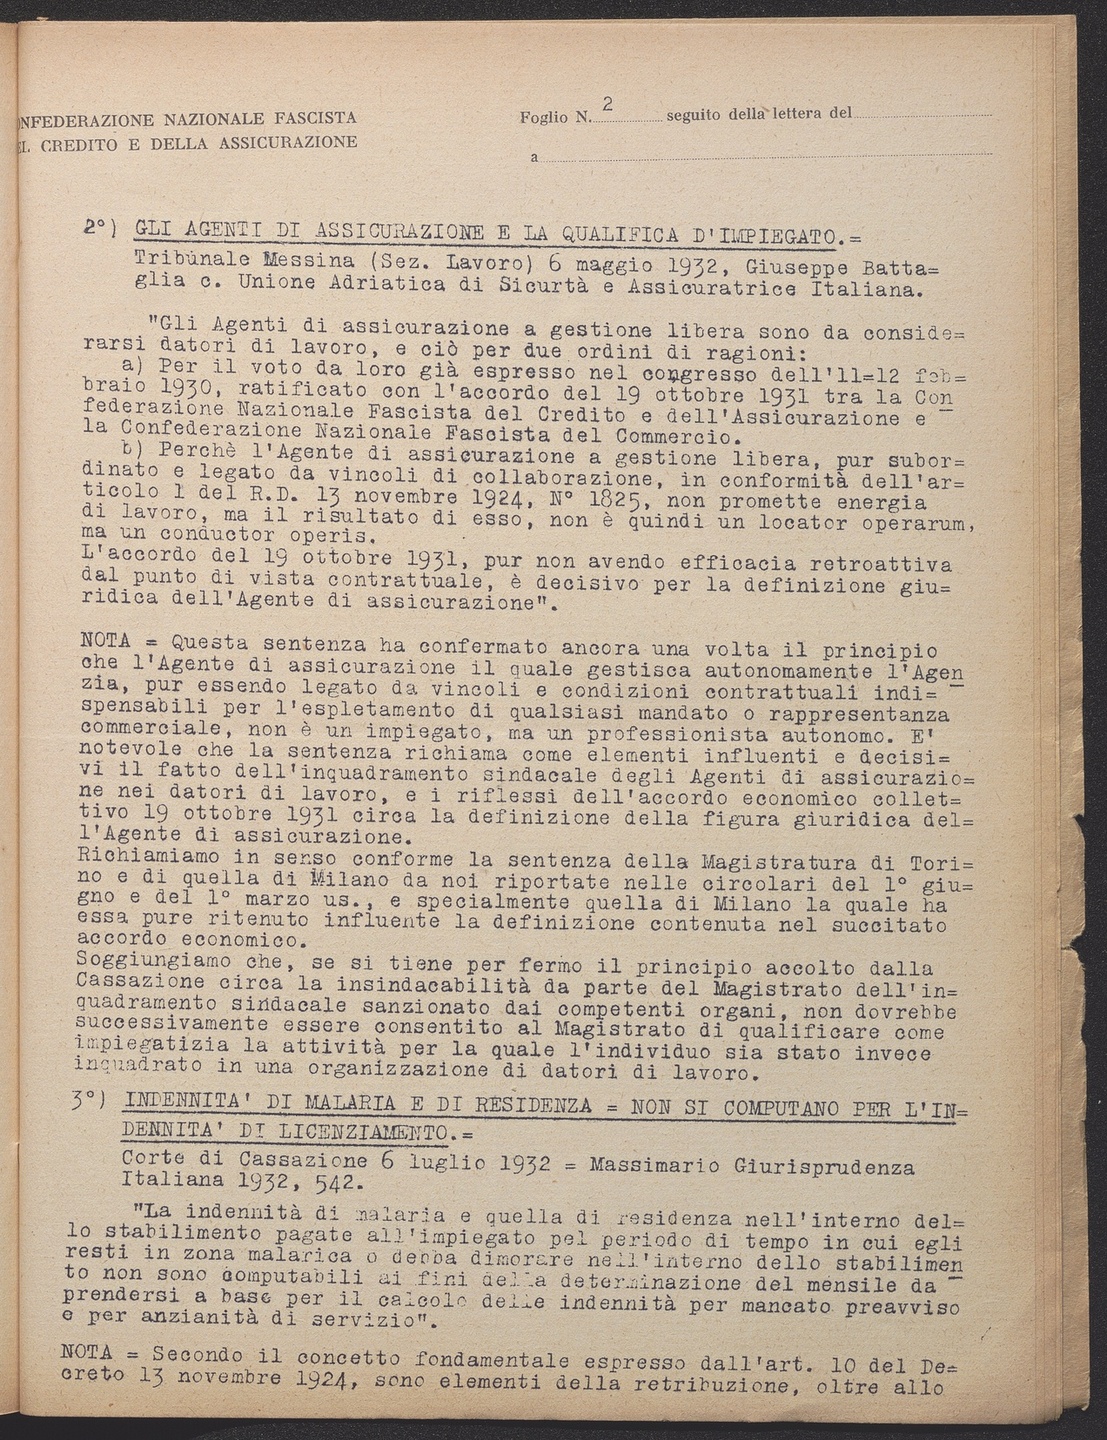 NFEDERAZIONE NAZIONALE FASCISTA
L CREDITO E DELLA ASSICURAZIONE
Foglio N. 2 seguito della lettera del
a
2°) GLI AGENTI DI ASSICURAZIONE E LA QUALIFICA D'IMPIEGATO.=
Tribunale Messina (Sez. Lavoro) 6 maggio 1932, Giuseppe Batta=
glia c. Unione Adriatica di Sicurtà e Assicuratrice Italiana.
"Gli Agenti di assicurazione a gestione libera sono da conside=
rarsi datori di lavoro, e ciò per due ordini di ragioni:
a) Per il voto da loro già espresso nel congresso dell'11=12 feb=
braio 1930, ratificato con l'accordo del 19 ottobre 1931 tra la Con
federazione Nazionale Fascista del Credito e dell'Assicurazione e
la Confederazione Nazionale Fascista del Commercio.
b) Perchè l'Agente di assicurazione a gestione libera, pur subor=
dinato e legato da vincoli di collaborazione, in conformità dell'ar=
ticolo 1 del R.D. 13 novembre 1924, N° 1825, non promette energia
di lavoro, ma il risultato di esso, non è quindi un locator operarum,
ma un conductor operis.
L'accordo del 19 ottobre 1931, pur non avendo efficacia retroattiva
dal punto di vista contrattuale, è decisivo per la definizione giu=
ridica dell'Agente di assicurazione".
NOTA = Questa sentenza ha confermato ancora una volta il principio
che l'Agente di assicurazione il quale gestisca autonomamente l'Agen
zia, pur essendo legato da vincoli e condizioni contrattuali indi=
spensabili per l'espletamento di qualsiasi mandato o rappresentanza
commerciale, non è un impiegato, ma un professionista autonomo. E'
notevole che la sentenza richiama come elementi influenti e decisi=
vi il fatto dell'inquadramento sindacale degli Agenti di assicurazio=
ne nei datori di lavoro, e i riflessi dell'accordo economico collet=
tivo 19 ottobre 1931 circa la definizione della figura giuridica del=
l'Agente di assicurazione.
Richiamiamo in senso conforme la sentenza della Magistratura di Tori=
no e di quella di Milano da noi riportate nelle circolari del 1° giu=
gno e del 1° marzo us., e specialmente quella di Milano la quale ha
essa pure ritenuto influente la definizione contenuta nel succitato
accordo economico.
Soggiungiamo che, se si tiene per fermo il principio accolto dalla
Cassazione circa la insindacabilità da parte del Magistrato dell'in=
quadramento sindacale sanzionato dai competenti organi, non dovrebbe
successivamente essere consentito al Magistrato di qualificare come
impiegatizia la attività per la quale l'individuo sia stato invece
inquadrato in una organizzazione di datori di lavoro.
3°) INDENNITA' DI MALARIA E DI RESIDENZA = NON SI COMPUTANO PER L'IN=
DENNITA' DI LICENZIAMENTO.=
Corte di Cassazione 6 luglio 1932 = Massimario Giurisprudenza
Italiana 1932, 542.
"La indennità di malaria e quella di residenza nell'interno del=
lo stabilimento pagate all'impiegato pel periodo di tempo in cui egli
resti in zona malarica o debba dimorare nell'interno dello stabilimen
to non sono computabili ai fini della determinazione del mensile da
prendersi a base per il calcolo delle indennità per mancato preavviso
e per anzianità di servizio".
NOTA = Secondo il concetto fondamentale espresso dall'art. 10 del De=
creto 13 novembre 1924, sono elementi della retribuzione, oltre allo